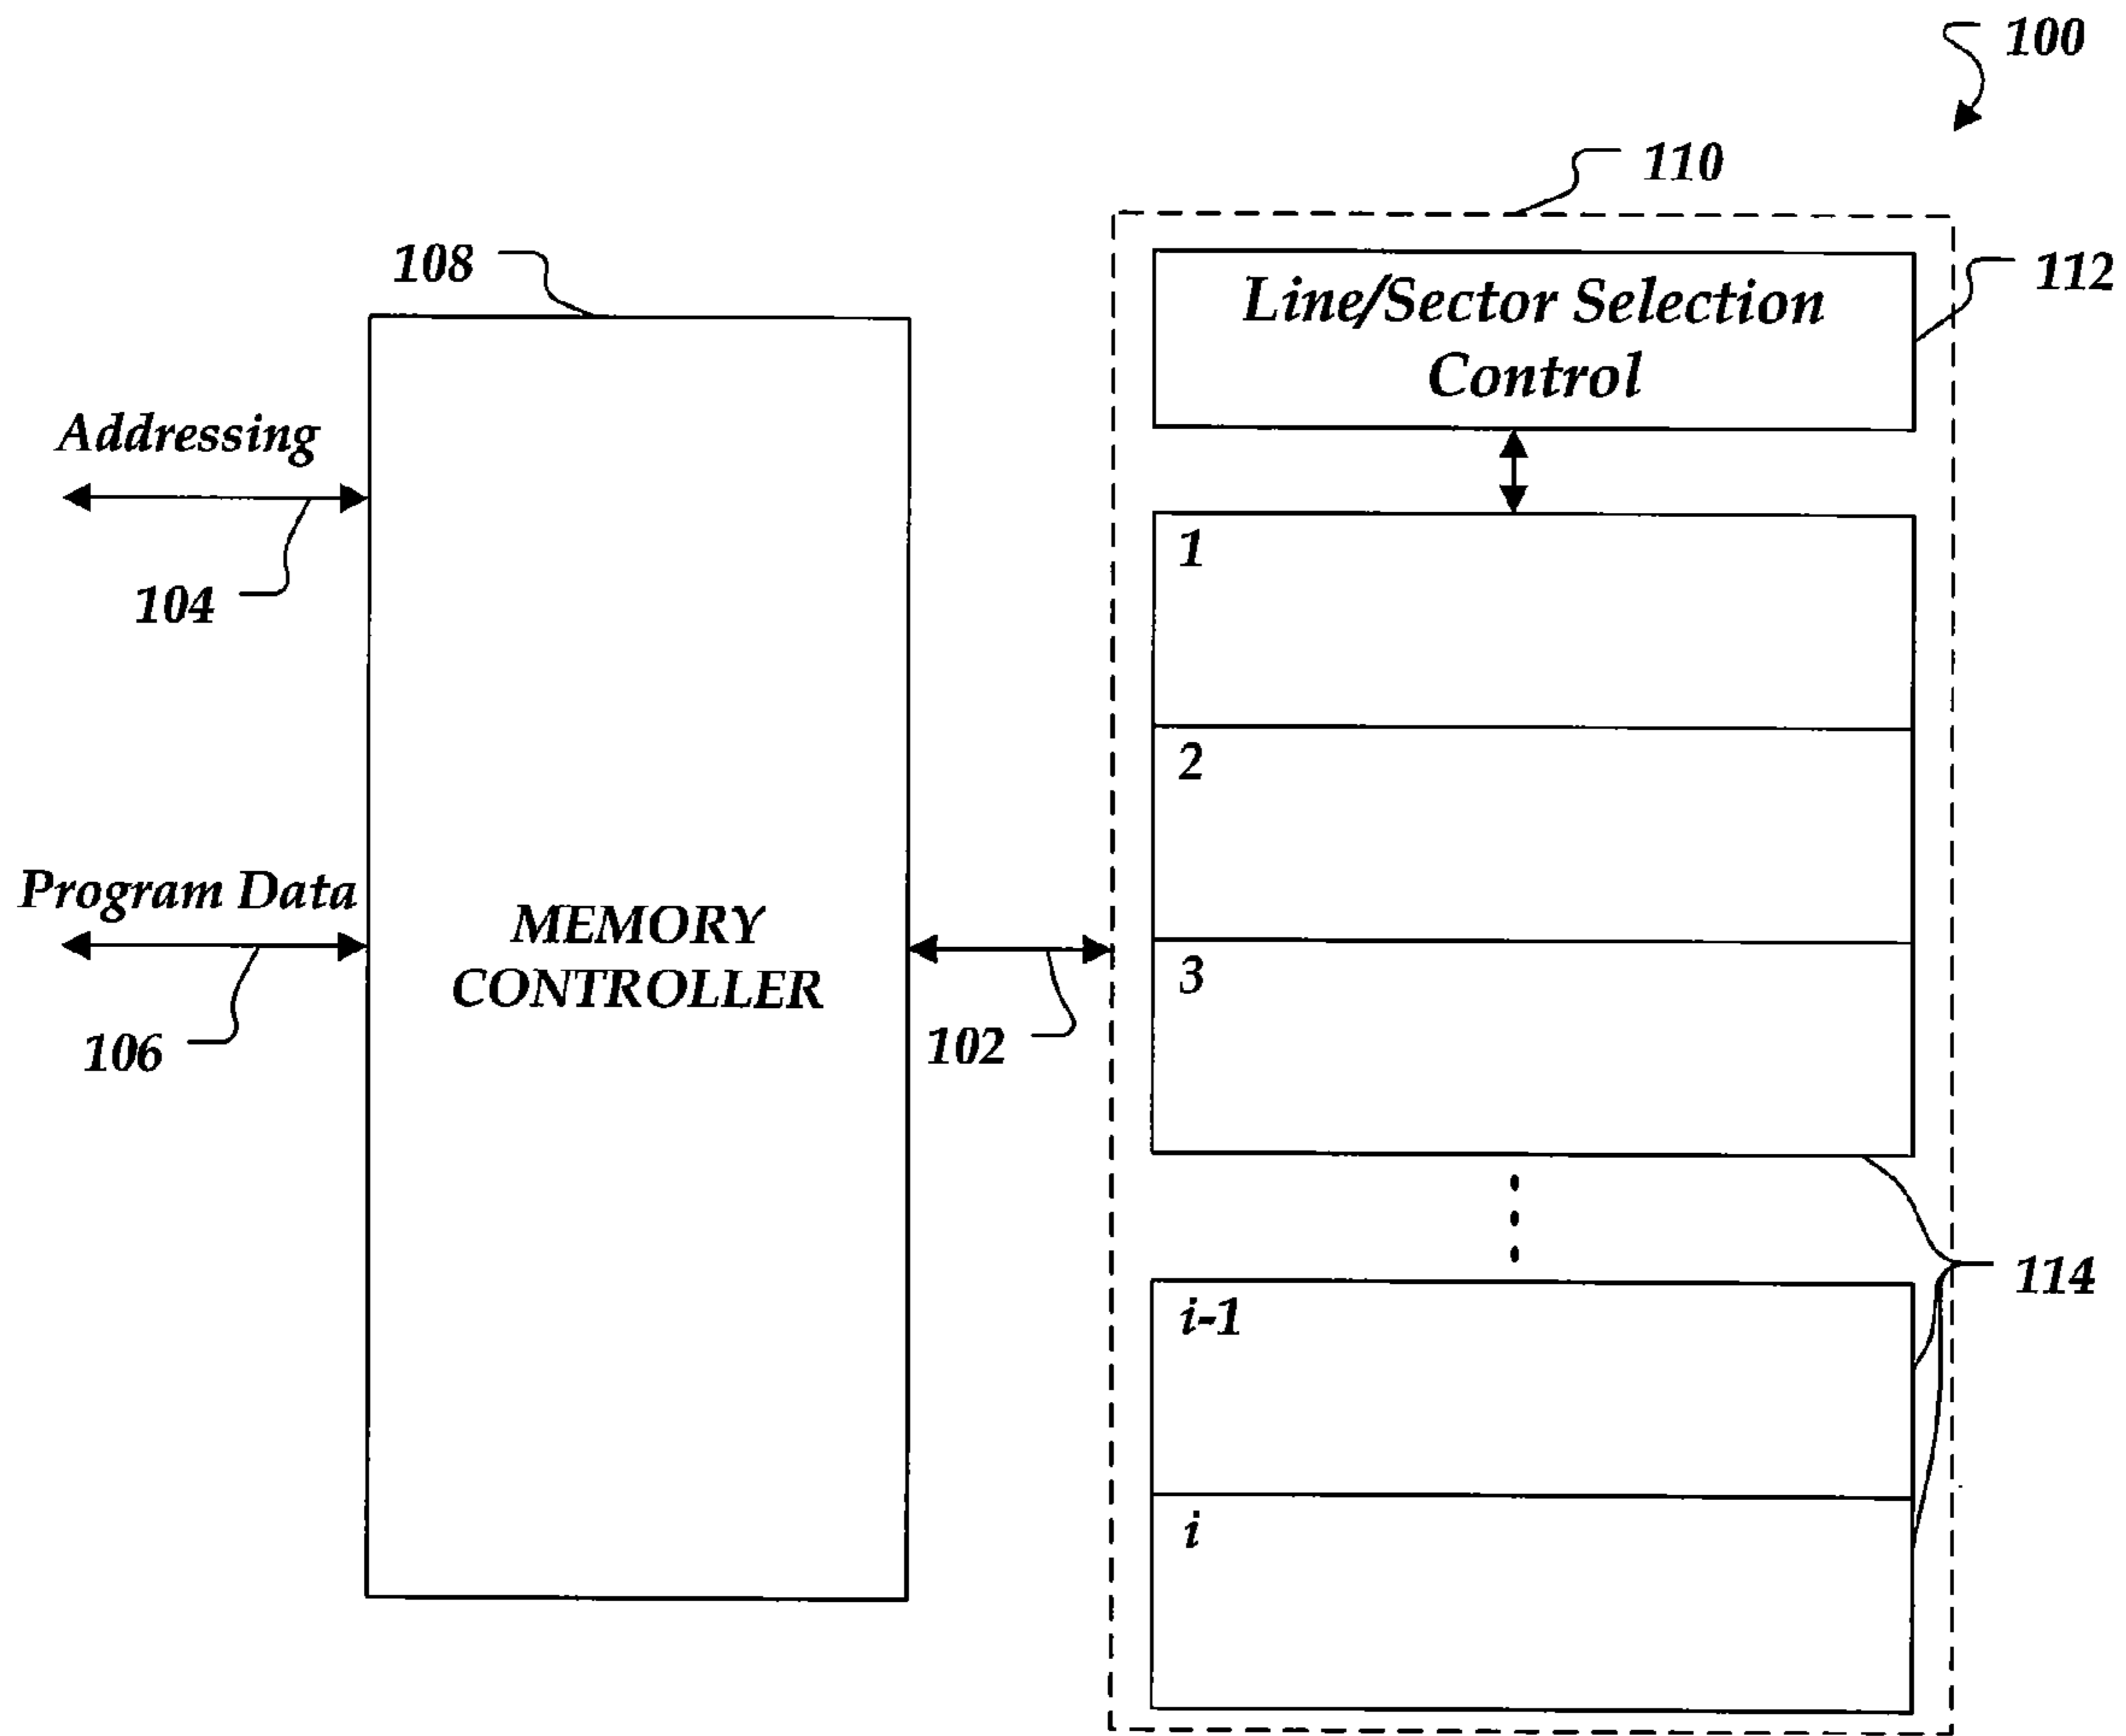 100
110
108
112
Line/Sector Selection
Control
Addressing
104
1
2
Program Data
106
MEMORY
CONTROLLER
102
3
114
i-1
i